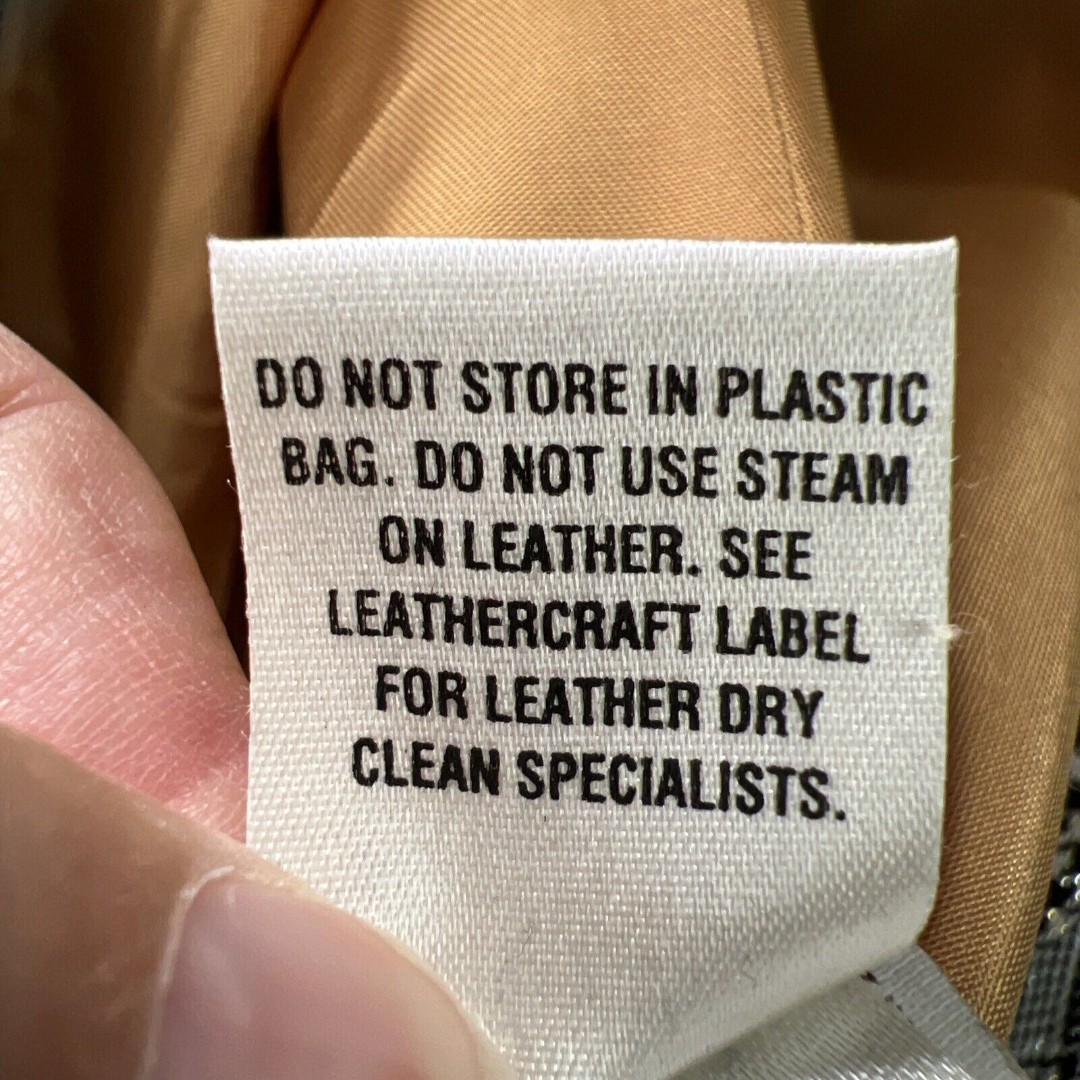 DO NOT STORE IN PLASTIC
BAG. DO NOT USE STEAM
ON LEATHER. SEE
LEATHERCRAFT LABEL
FOR LEATHER DRY
CLEAN SPECIALISTS.